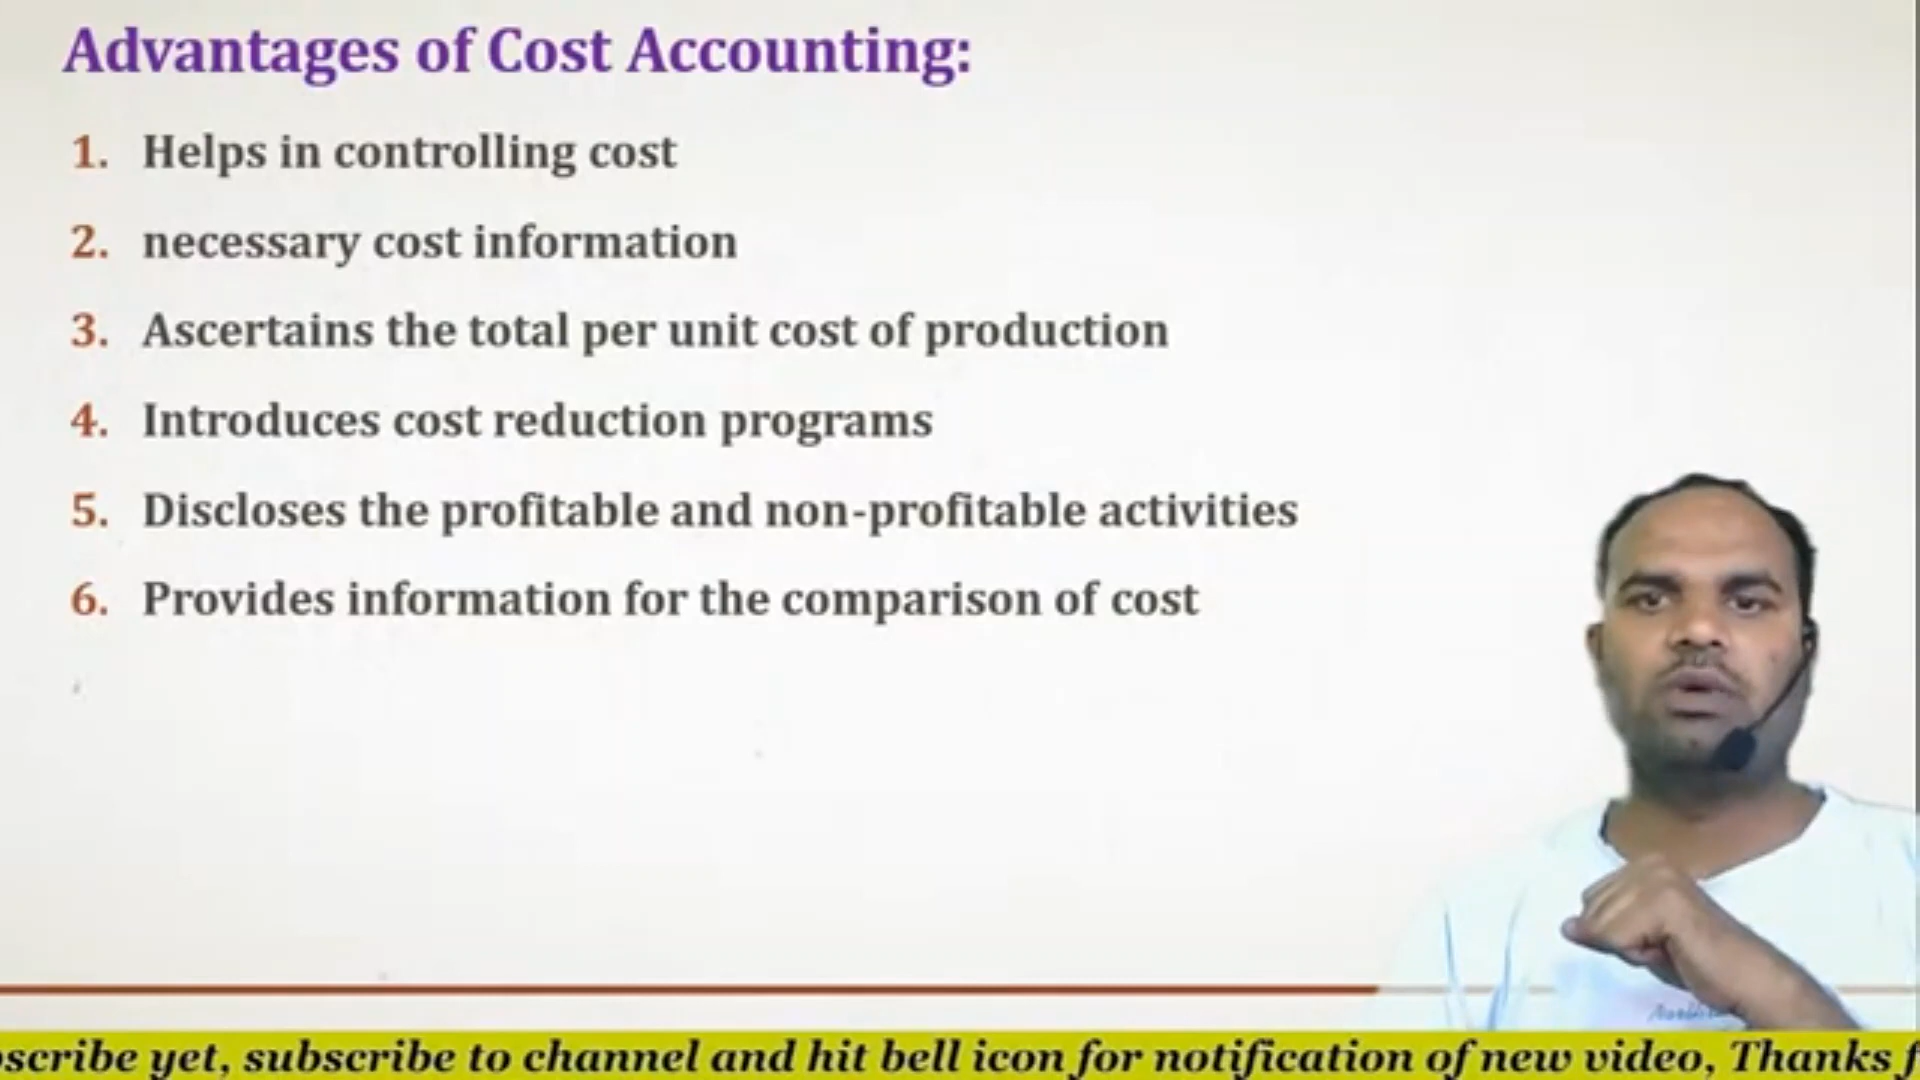 Advantages of Cost Accounting:
1. Helps in controlling cost
2. necessary cost information
3. Ascertains the total per unit cost of production
4. Introduces cost reduction programs
5. Discloses the profitable and non-profitable activities
6. Provides information for the comparison of cost
yet, subscribe to channel and hit bell icon for notification of new video, Thanks